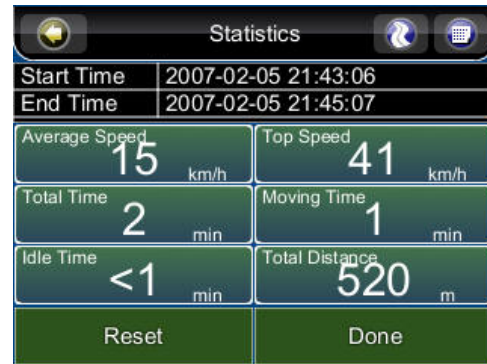 Statistics
Start Time 2007-02-05 21:43:06
End Time 2007-02-05 21:45:07
Average Speed Top Speed
15 km/h 41 km/h
Total Time Moving Time
2 min 1 min
Idle Time Total Distance
<1 min 520 m
Reset Done